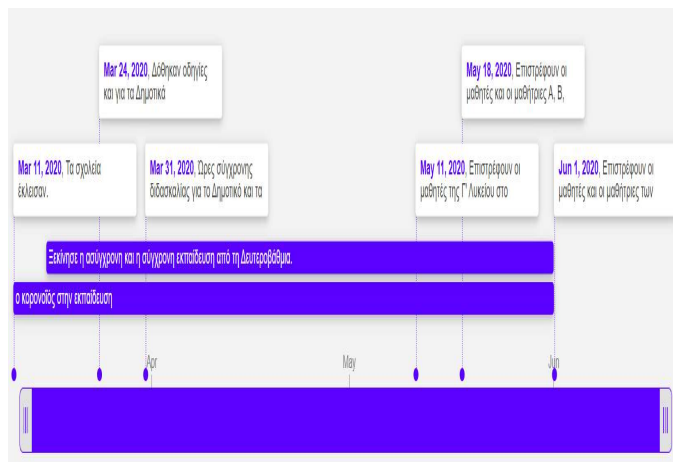 Mar 24, 2020, Δόθηκαν οδηγίες
και για τα Δημοτικά
May 18, 2020, Επιστρέφουν οι
μαθητές και οι μαθήτριες Α, Β,
Mar 11, 2020, Τα σχολεία
έκλεισαν.
Mar 31, 2020, Ώρες σύγχρονης
διδασκαλίας για το Δημοτικό και τα
May 11, 2020, Επιστρέφουν οι
μαθητές της Γ' Λυκείου στο
Jun 1, 2020, Επιστρέφουν οι
μαθητές και οι μαθήτριες των
Ξεκίνησε η ασύγχρονη και η σύγχρονη εκπαίδευση από τη Δευτεροβάθμια.
ο κορονοϊός στην εκπαίδευση
Apr
May
Jun